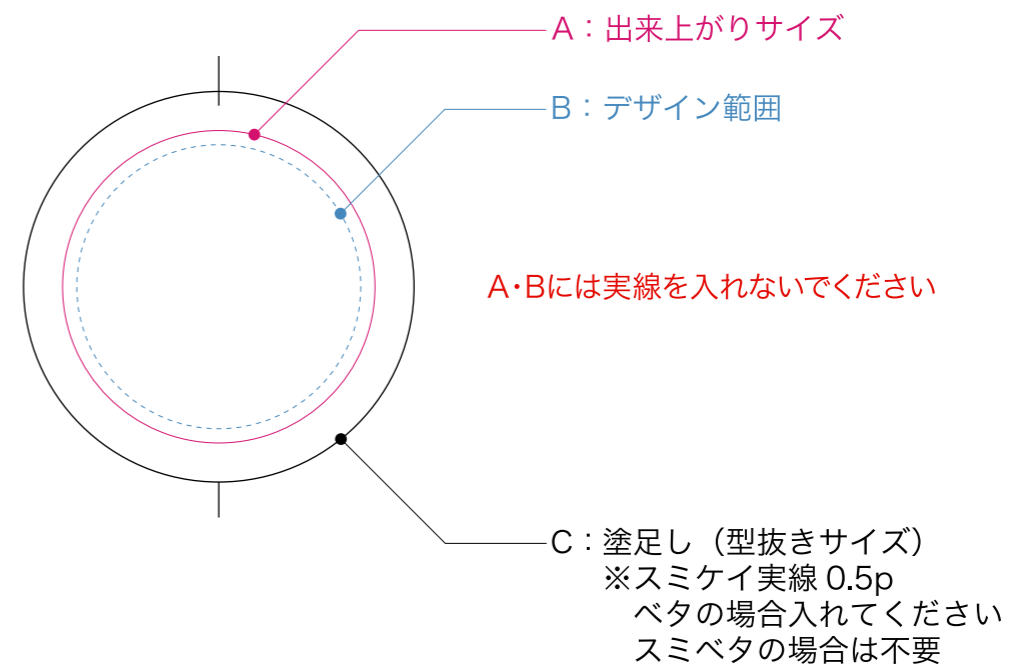 A：出来上がりサイズ
B：デザイン範囲
A・Bには実線を入れないでください
C：塗足し（型抜きサイズ）
※スミケイ実線 0.5p
ベタの場合入れてください
スミベタの場合は不要